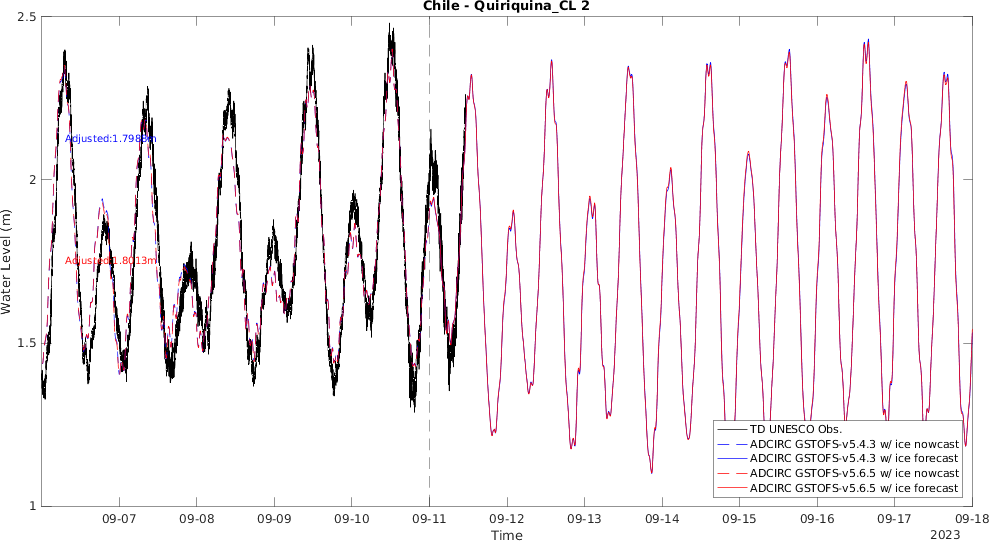 Chile - Quiriquina_CL 2
2.5
2
1.5
1
Water Level (m)
Adjusted:1.7988m
Adjusted:1.8013m
TD UNESCO Obs.
ADCIRC GSTOFS-v5.4.3 w/ ice nowcast
ADCIRC GSTOFS-v5.4.3 w/ ice forecast
ADCIRC GSTOFS-v5.6.5 w/ ice nowcast
ADCIRC GSTOFS-v5.6.5 w/ ice forecast
09-07 09-08 09-09 09-10 09-11 09-12 09-13 09-14 09-15 09-16 09-17 09-18
Time
2023